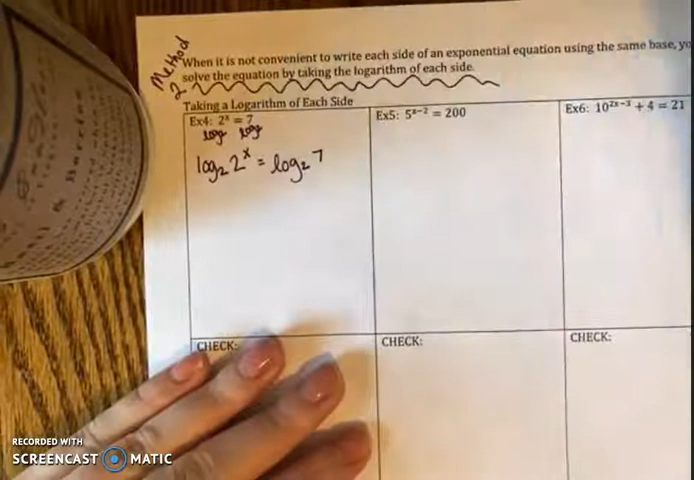 Method 2
When it is not convenient to write each side of an exponential equation using the same base, yo
solve the equation by taking the logarithm of each side.
Taking a Logarithm of Each Side
Ex4: 2ˣ = 7
log log
log₂ 2ˣ = log₂ 7
Ex5: 5ˣ⁻² = 200
Ex6: 10²ˣ⁻³ + 4 = 21
CHECK:
CHECK:
CHECK:
RECORDED WITH
SCREENCAST MATIC